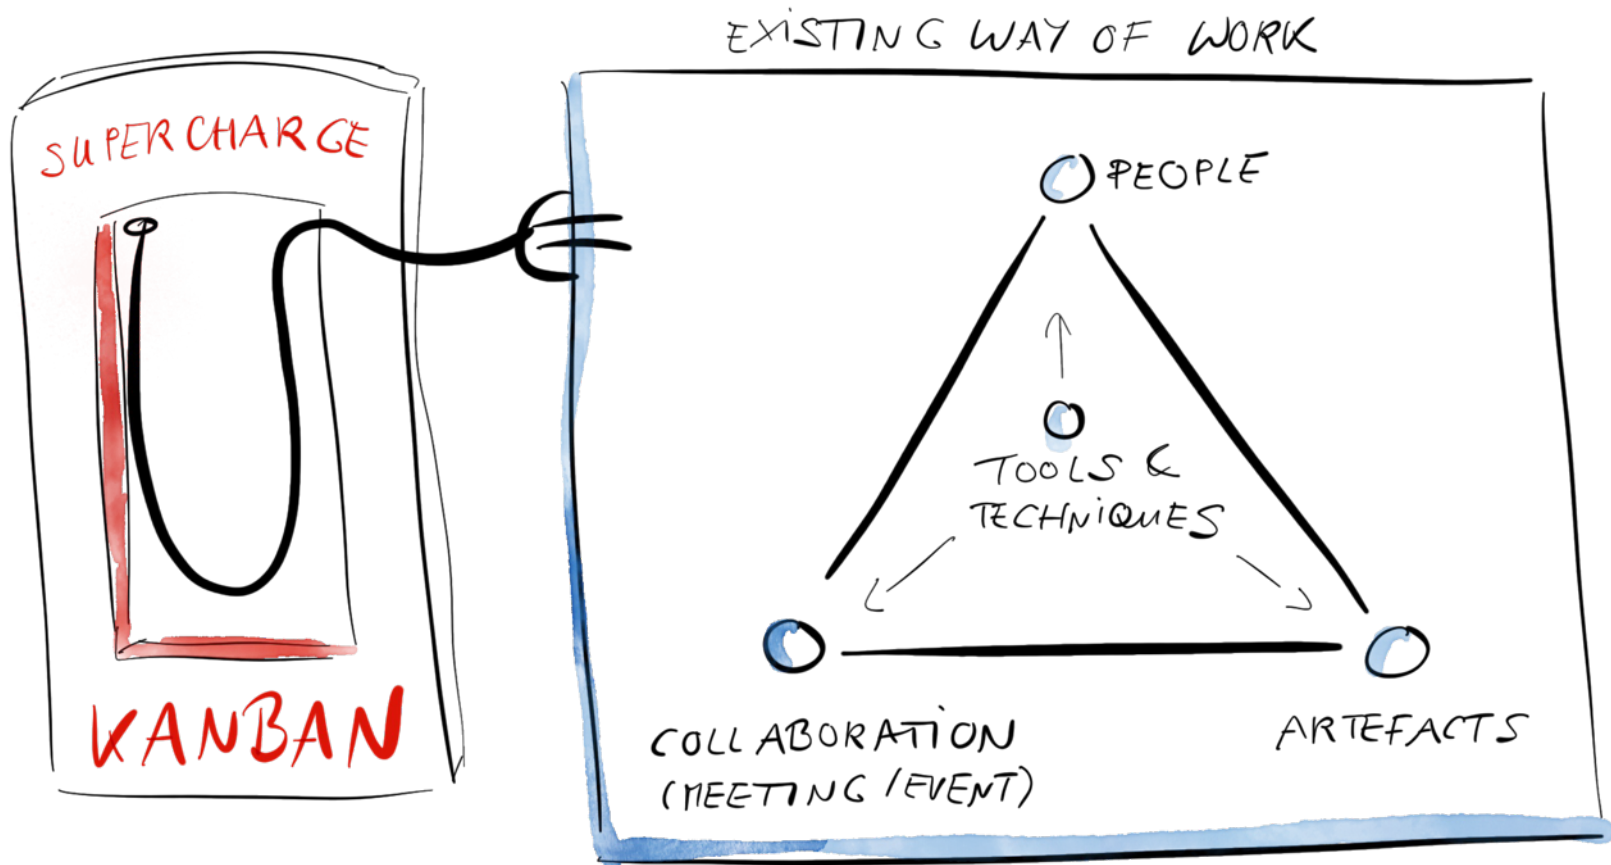 EXISTING WAY OF WORK
SUPERCHARGE
KANBAN
PEOPLE
TOOLS &
TECHNIQUES
COLLABORATION
(MEETING / EVENT)
ARTEFACTS